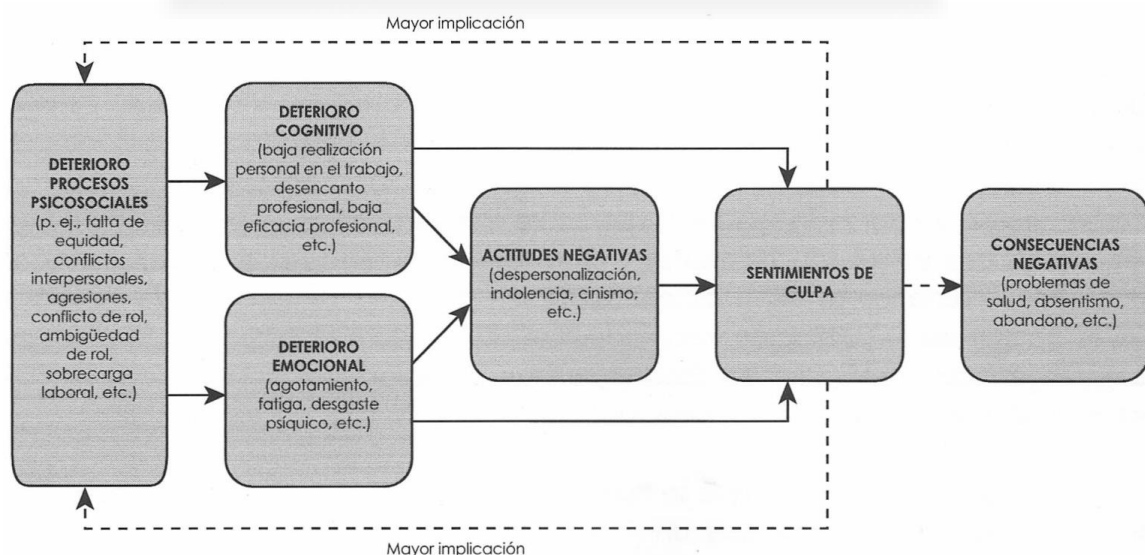 Mayor implicación
DETERIORO
PROCESOS
PSICOSOCIALES
(p. ej., falta de
equidad,
conflictos
interpersonales,
agresiones,
conflicto de rol,
ambigüedad
de rol,
sobrecarga
laboral, etc.)
DETERIORO
COGNITIVO
(baja realización
personal en el trabajo,
desencanto
profesional, baja
eficacia profesional,
etc.)
DETERIORO
EMOCIONAL
(agotamiento,
fatiga, desgaste
psíquico, etc.)
ACTITUDES NEGATIVAS
(despersonalización,
indolencia, cinismo,
etc.)
SENTIMIENTOS DE
CULPA
CONSECUENCIAS
NEGATIVAS
(problemas de
salud, absentismo,
abandono, etc.)
Mayor implicación